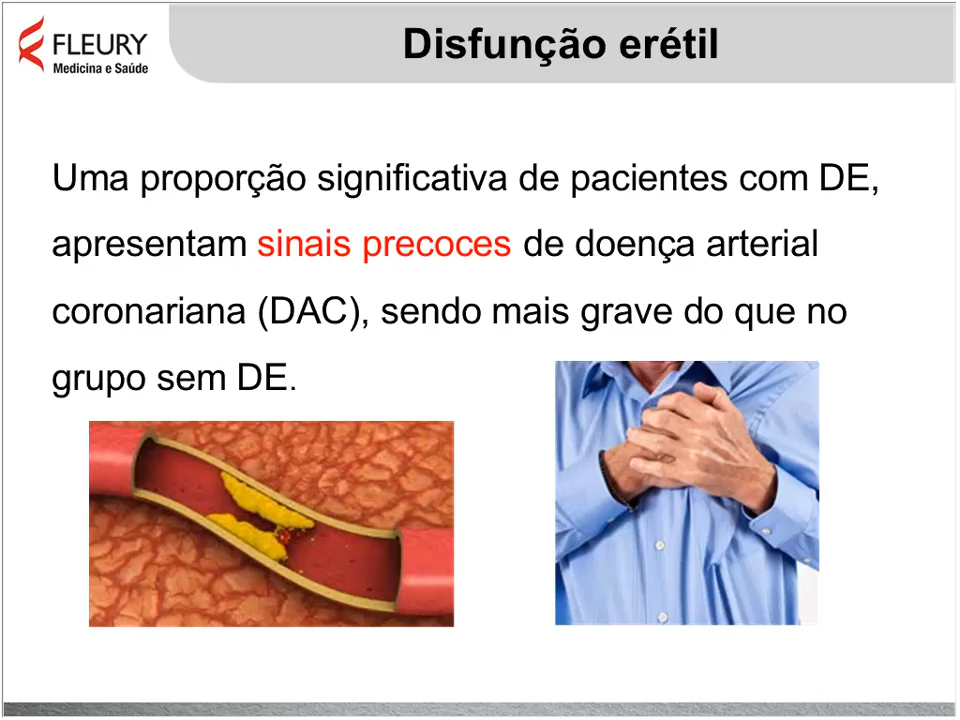 FLEURY
Medicina e Saúde
Disfunção erétil
Uma proporção significativa de pacientes com DE,
apresentam sinais precoces de doença arterial
coronariana (DAC), sendo mais grave do que no
grupo sem DE.